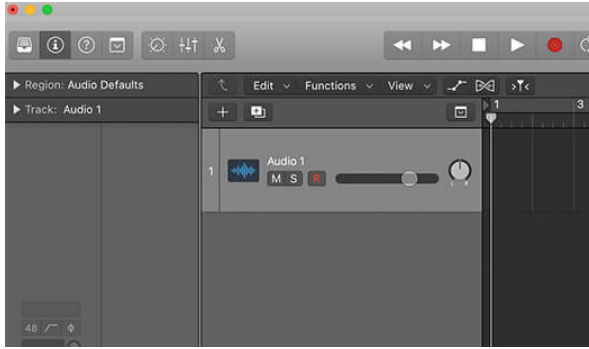 Region: Audio Defaults
Edit Functions View
Track: Audio 1
1 3
1 Audio 1
M S R
L R
48